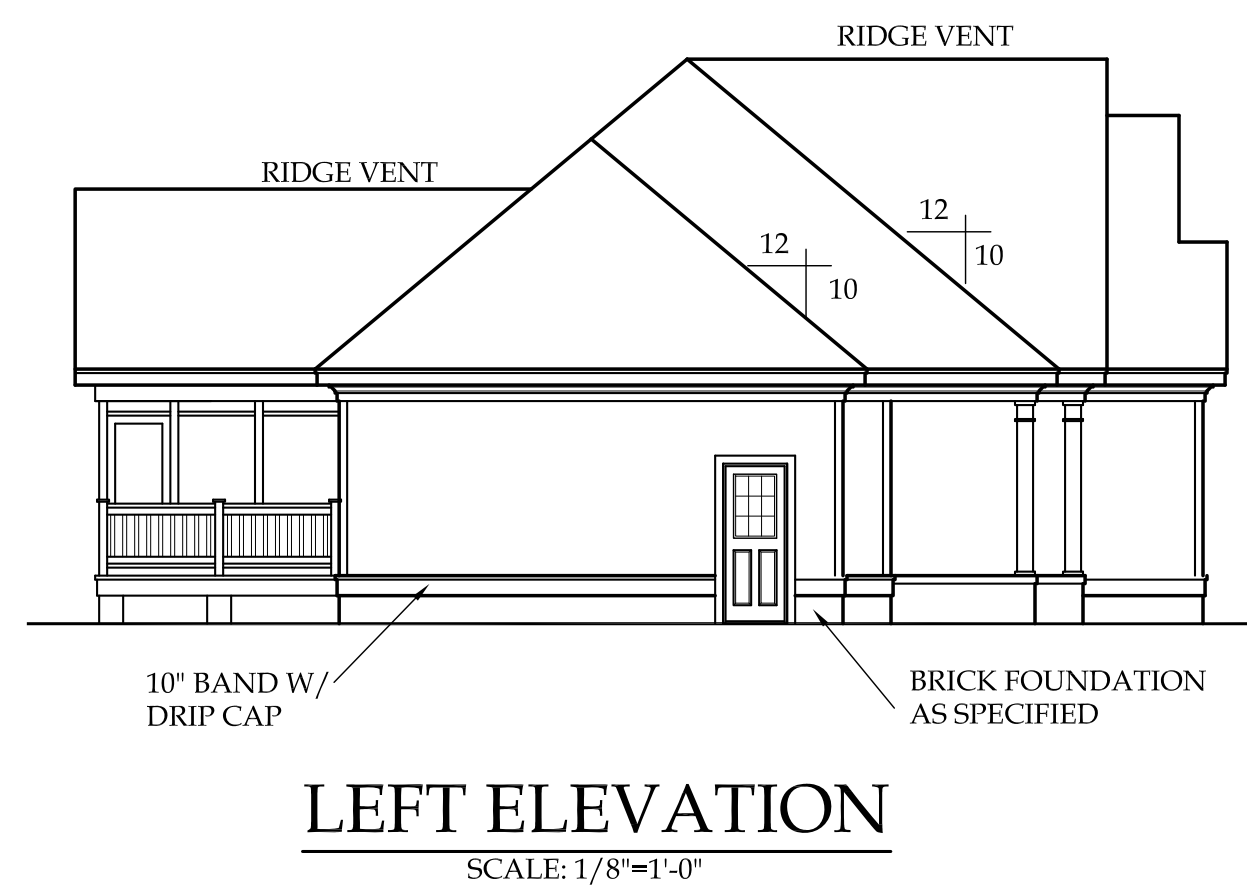 RIDGE VENT
RIDGE VENT
12
10
12
10
10" BAND W/
DRIP CAP
BRICK FOUNDATION
AS SPECIFIED
LEFT ELEVATION
SCALE: 1/8"=1'-0"